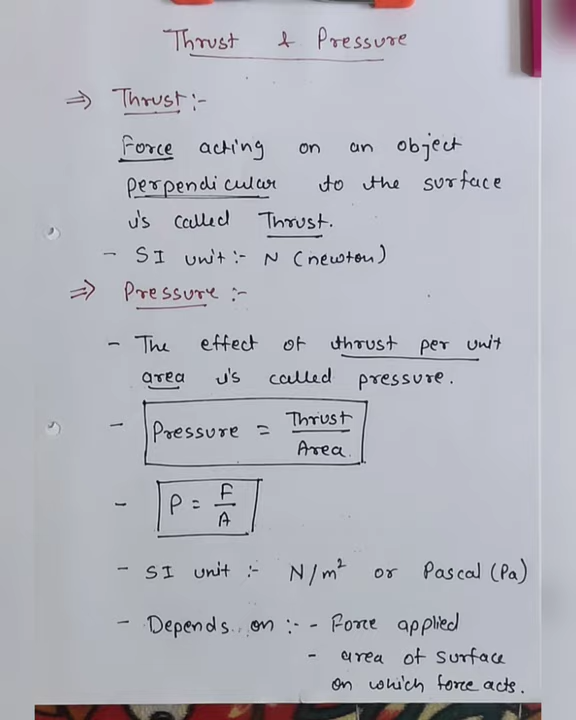 Thrust & Pressure
⇒ Thrust :-
Force acting on an object
perpendicular to the surface
is called Thrust.
- SI unit :- N (newton)
⇒ Pressure :-
- The effect of thrust per unit
area is called pressure.
- Pressure = Thrust / Area.
- P = F / A
- SI unit :- N/m² or Pascal (Pa)
- Depends on :- - Force applied
- area of surface
on which force acts.